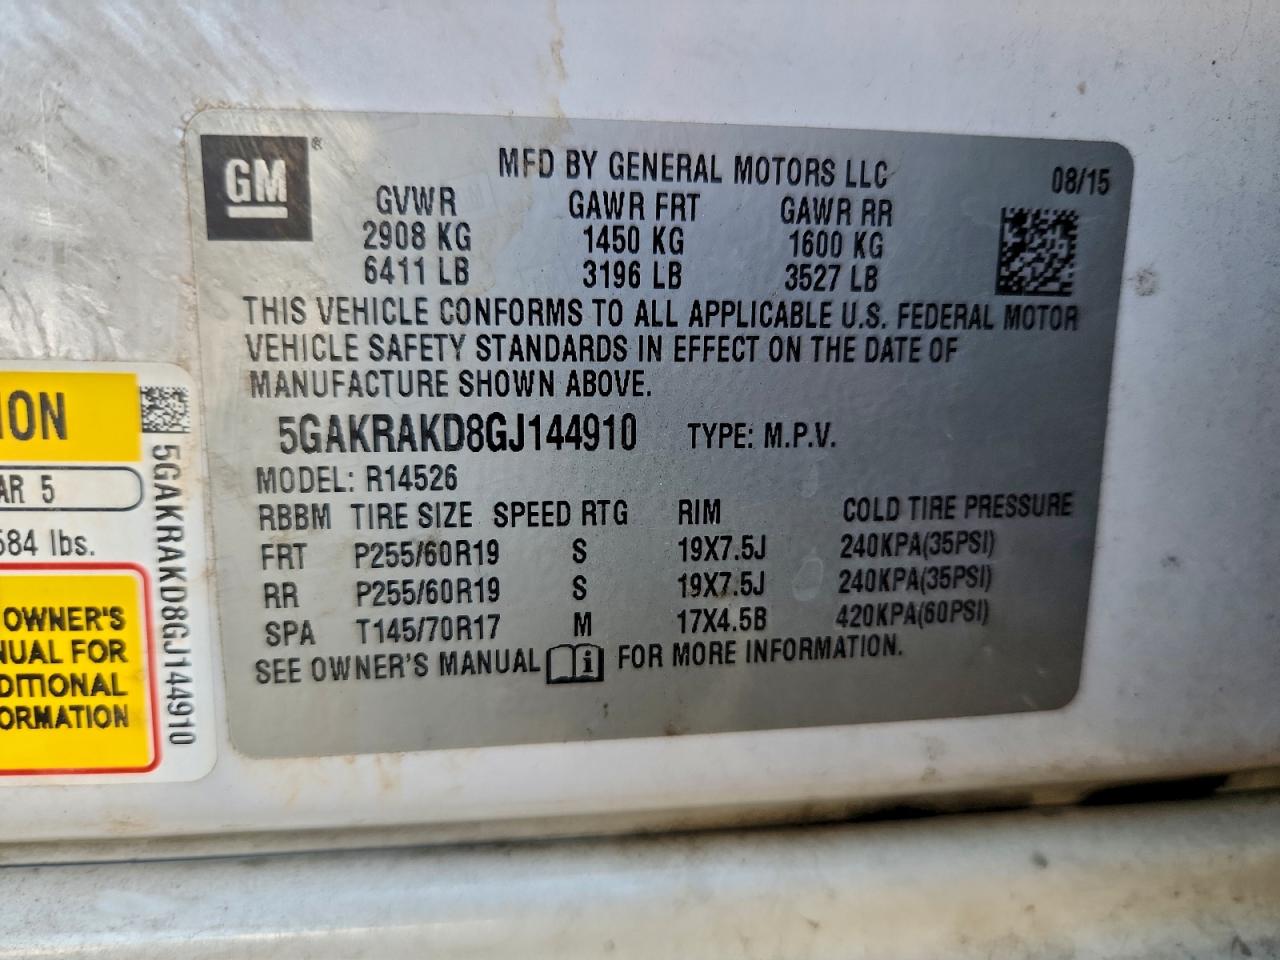 GM®
MFD BY GENERAL MOTORS LLC
08/15
GVWR GAWR FRT GAWR RR
2908 KG 1450 KG 1600 KG
6411 LB 3196 LB 3527 LB
THIS VEHICLE CONFORMS TO ALL APPLICABLE U.S. FEDERAL MOTOR
VEHICLE SAFETY STANDARDS IN EFFECT ON THE DATE OF
MANUFACTURE SHOWN ABOVE.
5GAKRAKD8GJ144910 TYPE: M.P.V.
MODEL: R14526
RBBM TIRE SIZE SPEED RTG RIM COLD TIRE PRESSURE
FRT P255/60R19 S 19X7.5J 240KPA(35PSI)
RR P255/60R19 S 19X7.5J 240KPA(35PSI)
SPA T145/70R17 M 17X4.5B 420KPA(60PSI)
SEE OWNER'S MANUAL i FOR MORE INFORMATION.
ION
AR 5
584 lbs.
OWNER'S
NUAL FOR
DITIONAL
ORMATION
5GAKRAKD8GJ144910